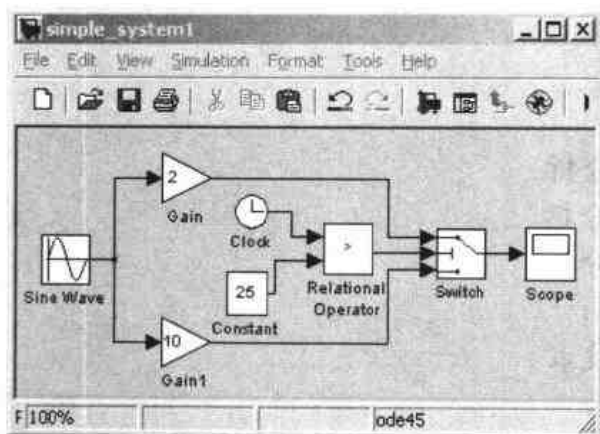 simple_system1
File Edit View Simulation Format Tools Help
2
Gain
Clock
>
25
Constant
Relational
Operator
Switch
Scope
Sine Wave
10
Gain1
F 100%
ode45